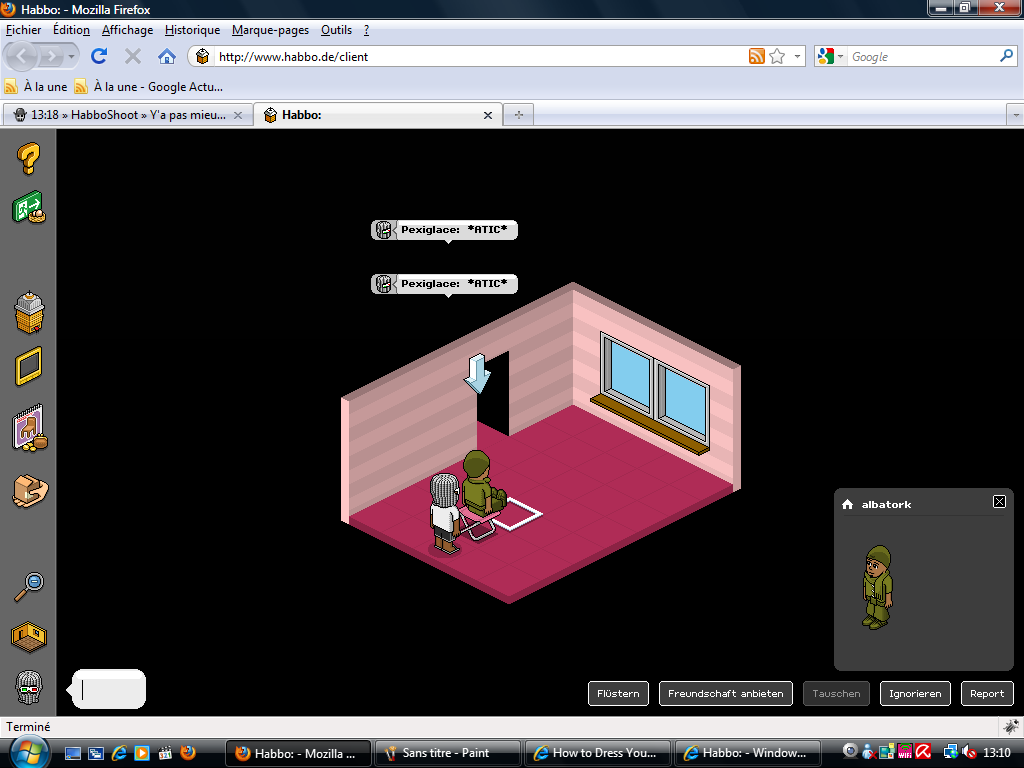 Habbo: - Mozilla Firefox
Fichier Édition Affichage Historique Marque-pages Outils ?
http://www.habbo.de/client
Google
À la une À la une - Google Actu...
13:18 » HabboShoot » Y'a pas mieu... Habbo:
Pexiglace: *ATIC*
Pexiglace: *ATIC*
albatork
Flüstern Freundschaft anbieten Tauschen Ignorieren Report
Terminé
Habbo: - Mozilla ... Sans titre - Paint How to Dress You... Habbo: - Window... 13:10